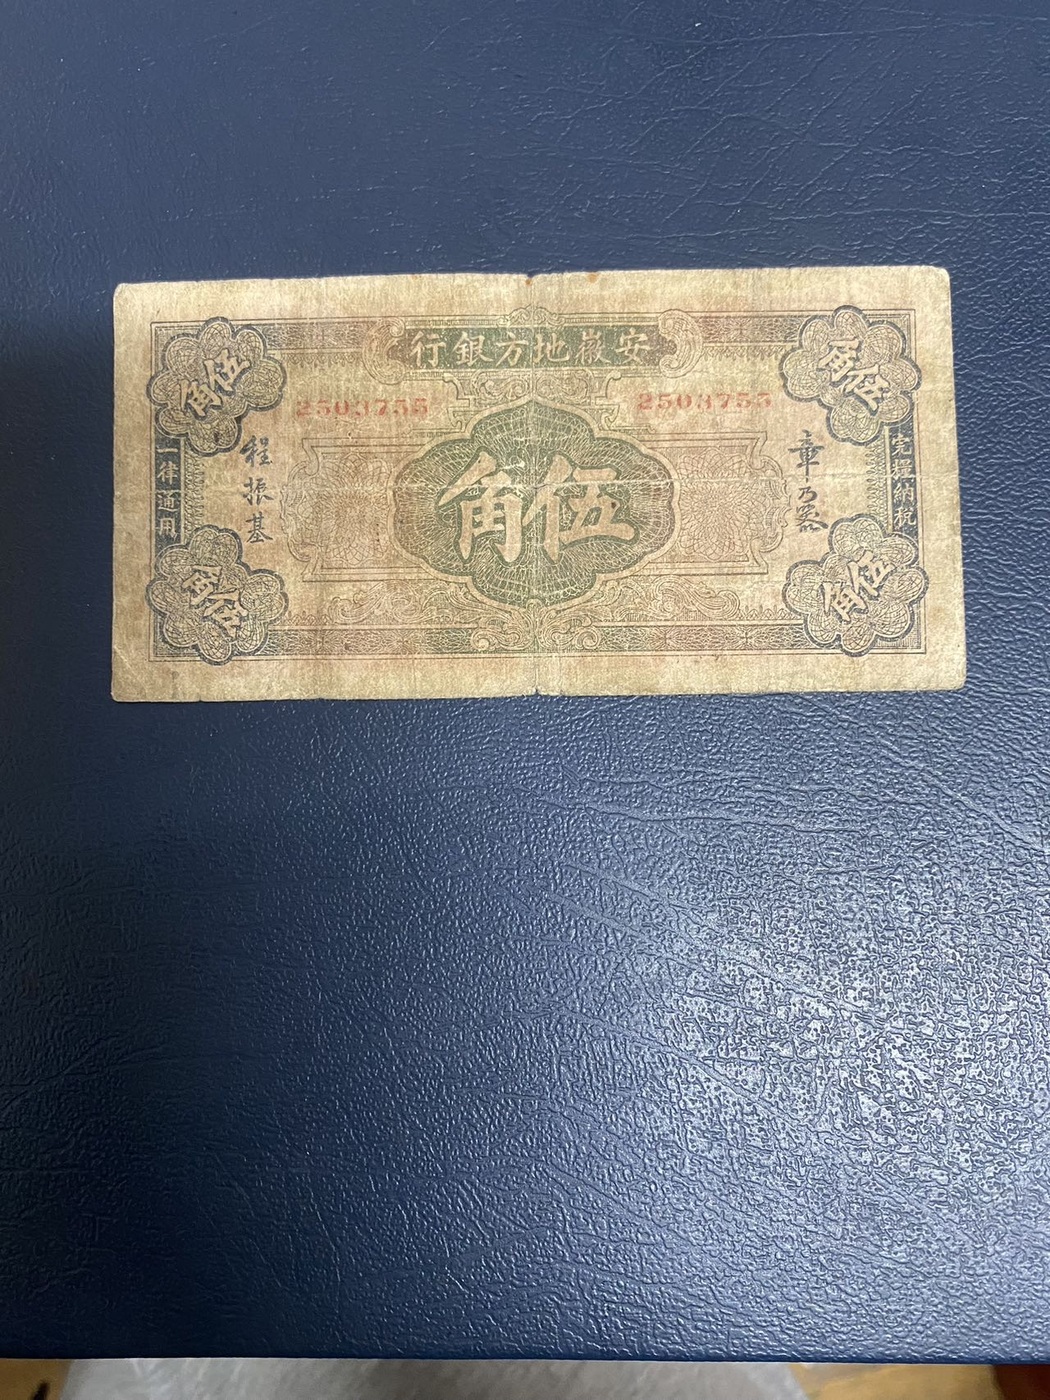 安徽地方銀行
伍角
伍角
2503755
2503755
完糧納稅
章乃器
伍角
程振基
一律通用
伍角
伍角